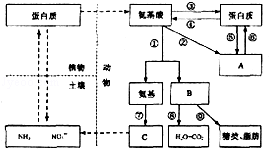 蛋白质 氨基酸 ③ 蛋白质
④
① ② ⑤ ⑥
植物 动物 A
土壤
氨基 B
⑦ ⑧ ⑨
NH₃ NO₃⁻ C H₂O+CO₂ 糖类、脂肪